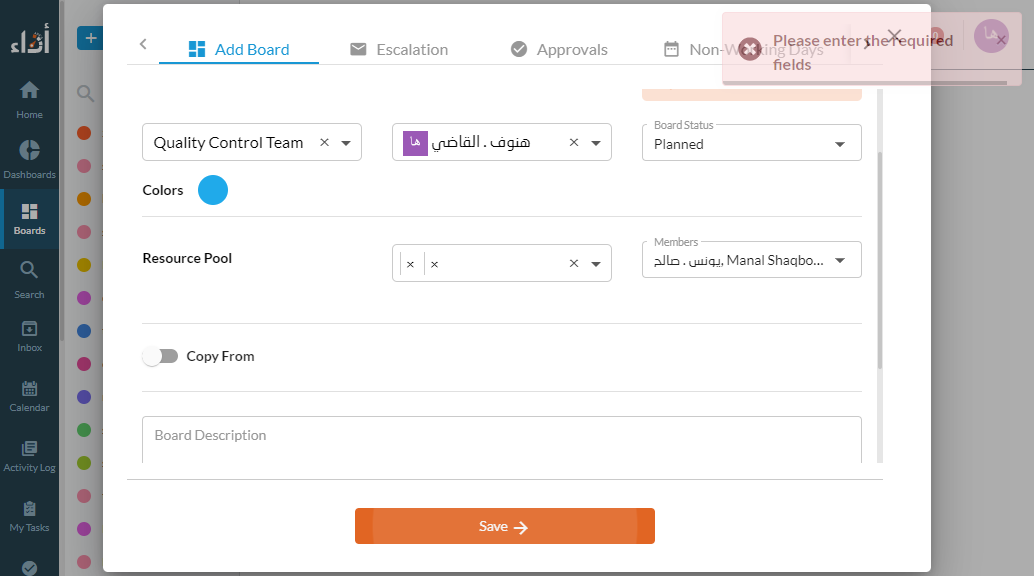 أداء
Home
Dashboards
Boards
Search
Inbox
Calendar
Activity Log
My Tasks
Add Board
Escalation
Approvals
Non-Working Days
Please enter the required
fields
Quality Control Team
ها هنوف . القاضي
Board Status
Planned
Colors
Resource Pool
Members
يونس . صالح, Manal Shaqbo...
Copy From
Board Description
Save